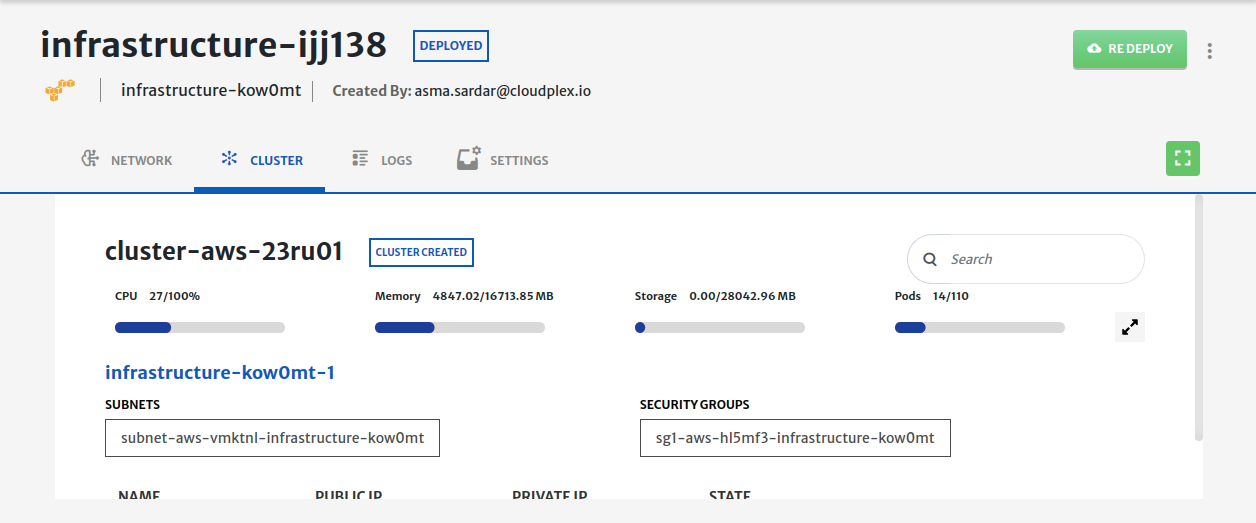 infrastructure-ijj138 DEPLOYED RE DEPLOY
infrastructure-kow0mt Created By: asma.sardar@cloudplex.io
NETWORK CLUSTER LOGS SETTINGS
cluster-aws-23ru01 CLUSTER CREATED Search
CPU 27/100% Memory 4847.02/16713.85 MB Storage 0.00/28042.96 MB Pods 14/110
infrastructure-kow0mt-1
SUBNETS SECURITY GROUPS
subnet-aws-vmktnl-infrastructure-kow0mt sg1-aws-hl5mf3-infrastructure-kow0mt
NAME PUBLIC IP PRIVATE IP STATE